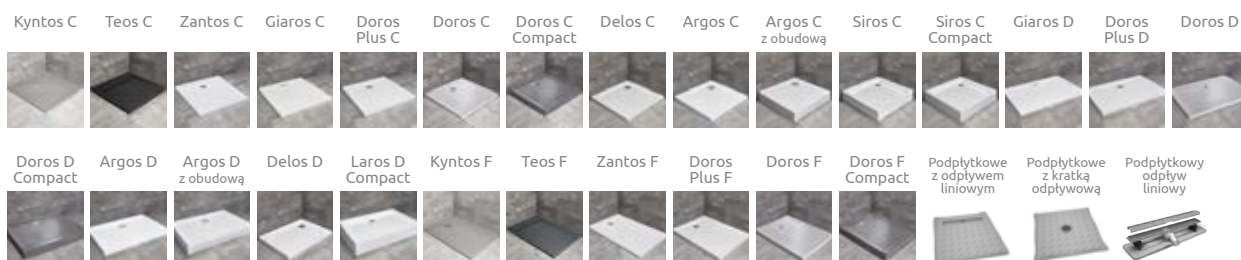 Kyntos C
Teos C
Zantos C
Giaros C
Doros
Plus C
Doros C
Doros C
Compact
Delos C
Argos C
Argos C
z obudową
Siros C
Siros C
Compact
Giaros D
Doros
Plus D
Doros D
Doros D
Compact
Argos D
Argos D
z obudową
Delos D
Laros D
Compact
Kyntos F
Teos F
Zantos F
Doros
Plus F
Doros F
Doros F
Compact
Podpłytkowe
z odpływem
liniowym
Podpłytkowe
z kratką
odpływową
Podpłytkowy
odpływ
liniowy